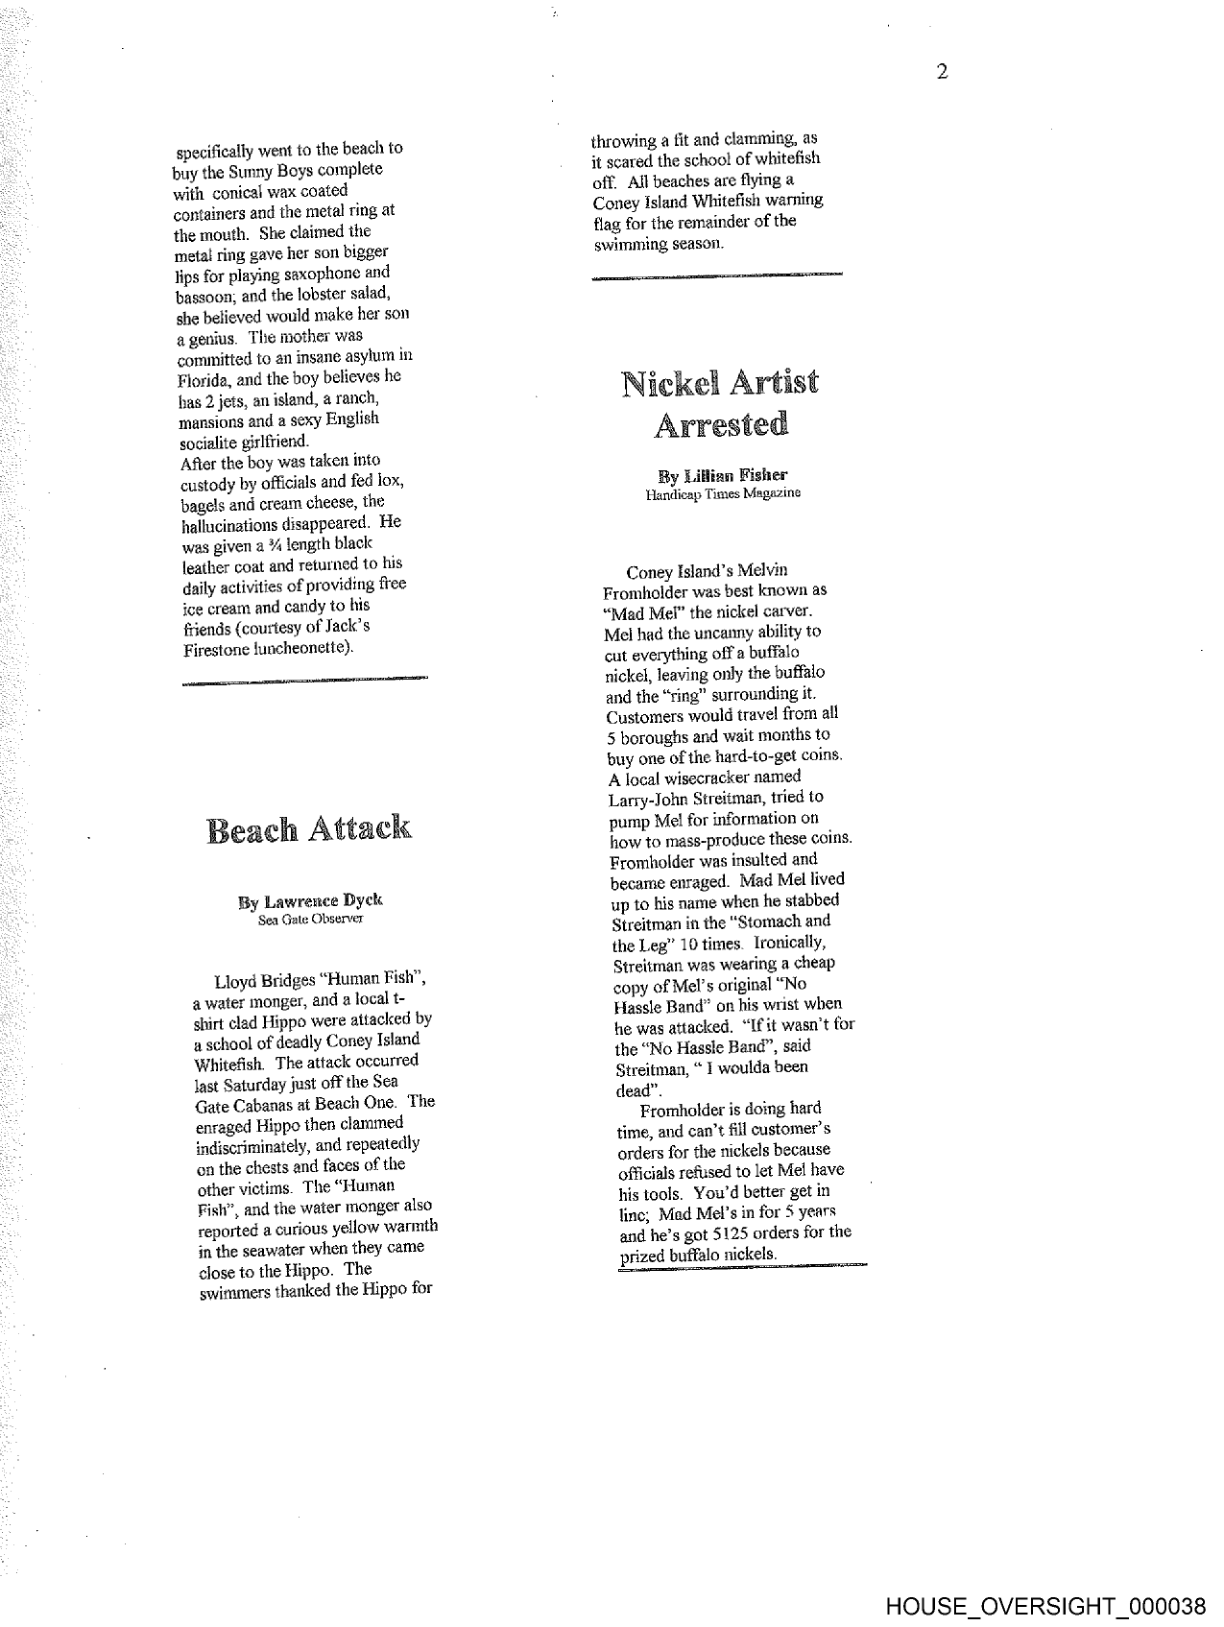 2
specifically went to the beach to
buy the Sunny Boys complete
with conical wax coated
containers and the metal ring at
the mouth. She claimed the
metal ring gave her son bigger
lips for playing saxophone and
bassoon; and the lobster salad,
she believed would make her son
a genius. The mother was
committed to an insane asylum in
Florida, and the boy believes he
has 2 jets, an island, a ranch,
mansions and a sexy English
socialite girlfriend.
After the boy was taken into
custody by officials and fed lox,
bagels and cream cheese, the
hallucinations disappeared. He
was given a ¾ length black
leather coat and returned to his
daily activities of providing free
ice cream and candy to his
friends (courtesy of Jack's
Firestone luncheonette).
Beach Attack
By Lawrence Dyck
Sea Gate Observer
Lloyd Bridges "Human Fish",
a water monger, and a local t-
shirt clad Hippo were attacked by
a school of deadly Coney Island
Whitefish. The attack occurred
last Saturday just off the Sea
Gate Cabanas at Beach One. The
enraged Hippo then clammed
indiscriminately, and repeatedly
on the chests and faces of the
other victims. The "Human
Fish", and the water monger also
reported a curious yellow warmth
in the seawater when they came
close to the Hippo. The
swimmers thanked the Hippo for
throwing a fit and clamming, as
it scared the school of whitefish
off. All beaches are flying a
Coney Island Whitefish warning
flag for the remainder of the
swimming season.
Nickel Artist
Arrested
By Lillian Fisher
Handicap Times Magazine
Coney Island's Melvin
Fromholder was best known as
"Mad Mel" the nickel carver.
Mel had the uncanny ability to
cut everything off a buffalo
nickel, leaving only the buffalo
and the "ring" surrounding it.
Customers would travel from all
5 boroughs and wait months to
buy one of the hard-to-get coins.
A local wisecracker named
Larry-John Streitman, tried to
pump Mel for information on
how to mass-produce these coins.
Fromholder was insulted and
became enraged. Mad Mel lived
up to his name when he stabbed
Streitman in the "Stomach and
the Leg" 10 times. Ironically,
Streitman was wearing a cheap
copy of Mel's original "No
Hassle Band" on his wrist when
he was attacked. "If it wasn't for
the "No Hassle Band", said
Streitman, " I woulda been
dead".
Fromholder is doing hard
time, and can't fill customer's
orders for the nickels because
officials refused to let Mel have
his tools. You'd better get in
line; Mad Mel's in for 5 years
and he's got 5125 orders for the
prized buffalo nickels.
HOUSE_OVERSIGHT_000038